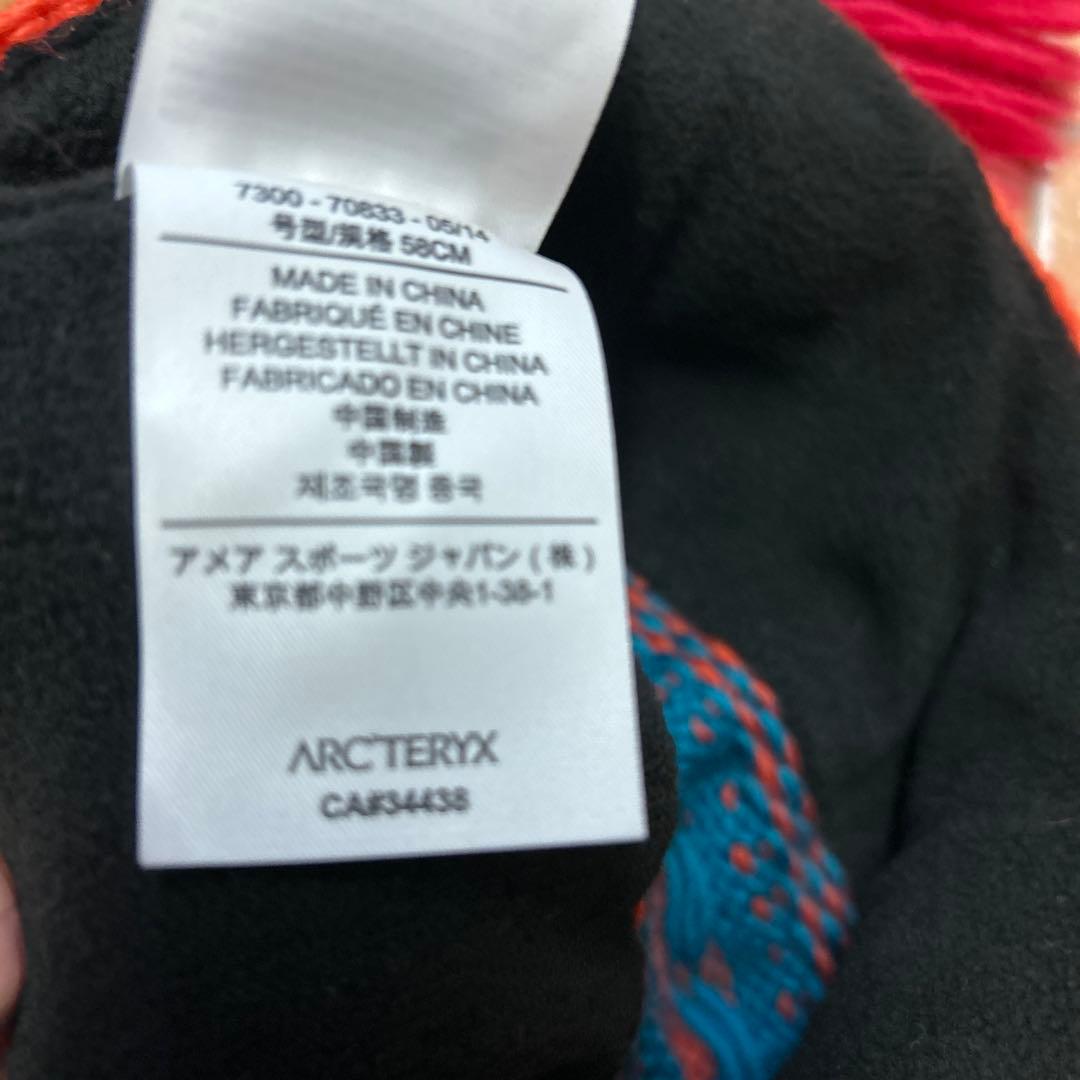 7300 - 70833 - 05/14
号型/规格 58CM
MADE IN CHINA
FABRIQUÉ EN CHINE
HERGESTELLT IN CHINA
FABRICADO EN CHINA
中国制造
中国製
제조국명 중국
アメア スポーツ ジャパン ( 株 )
東京都中野区中央1-38-1
ARC'TERYX
CA#34438